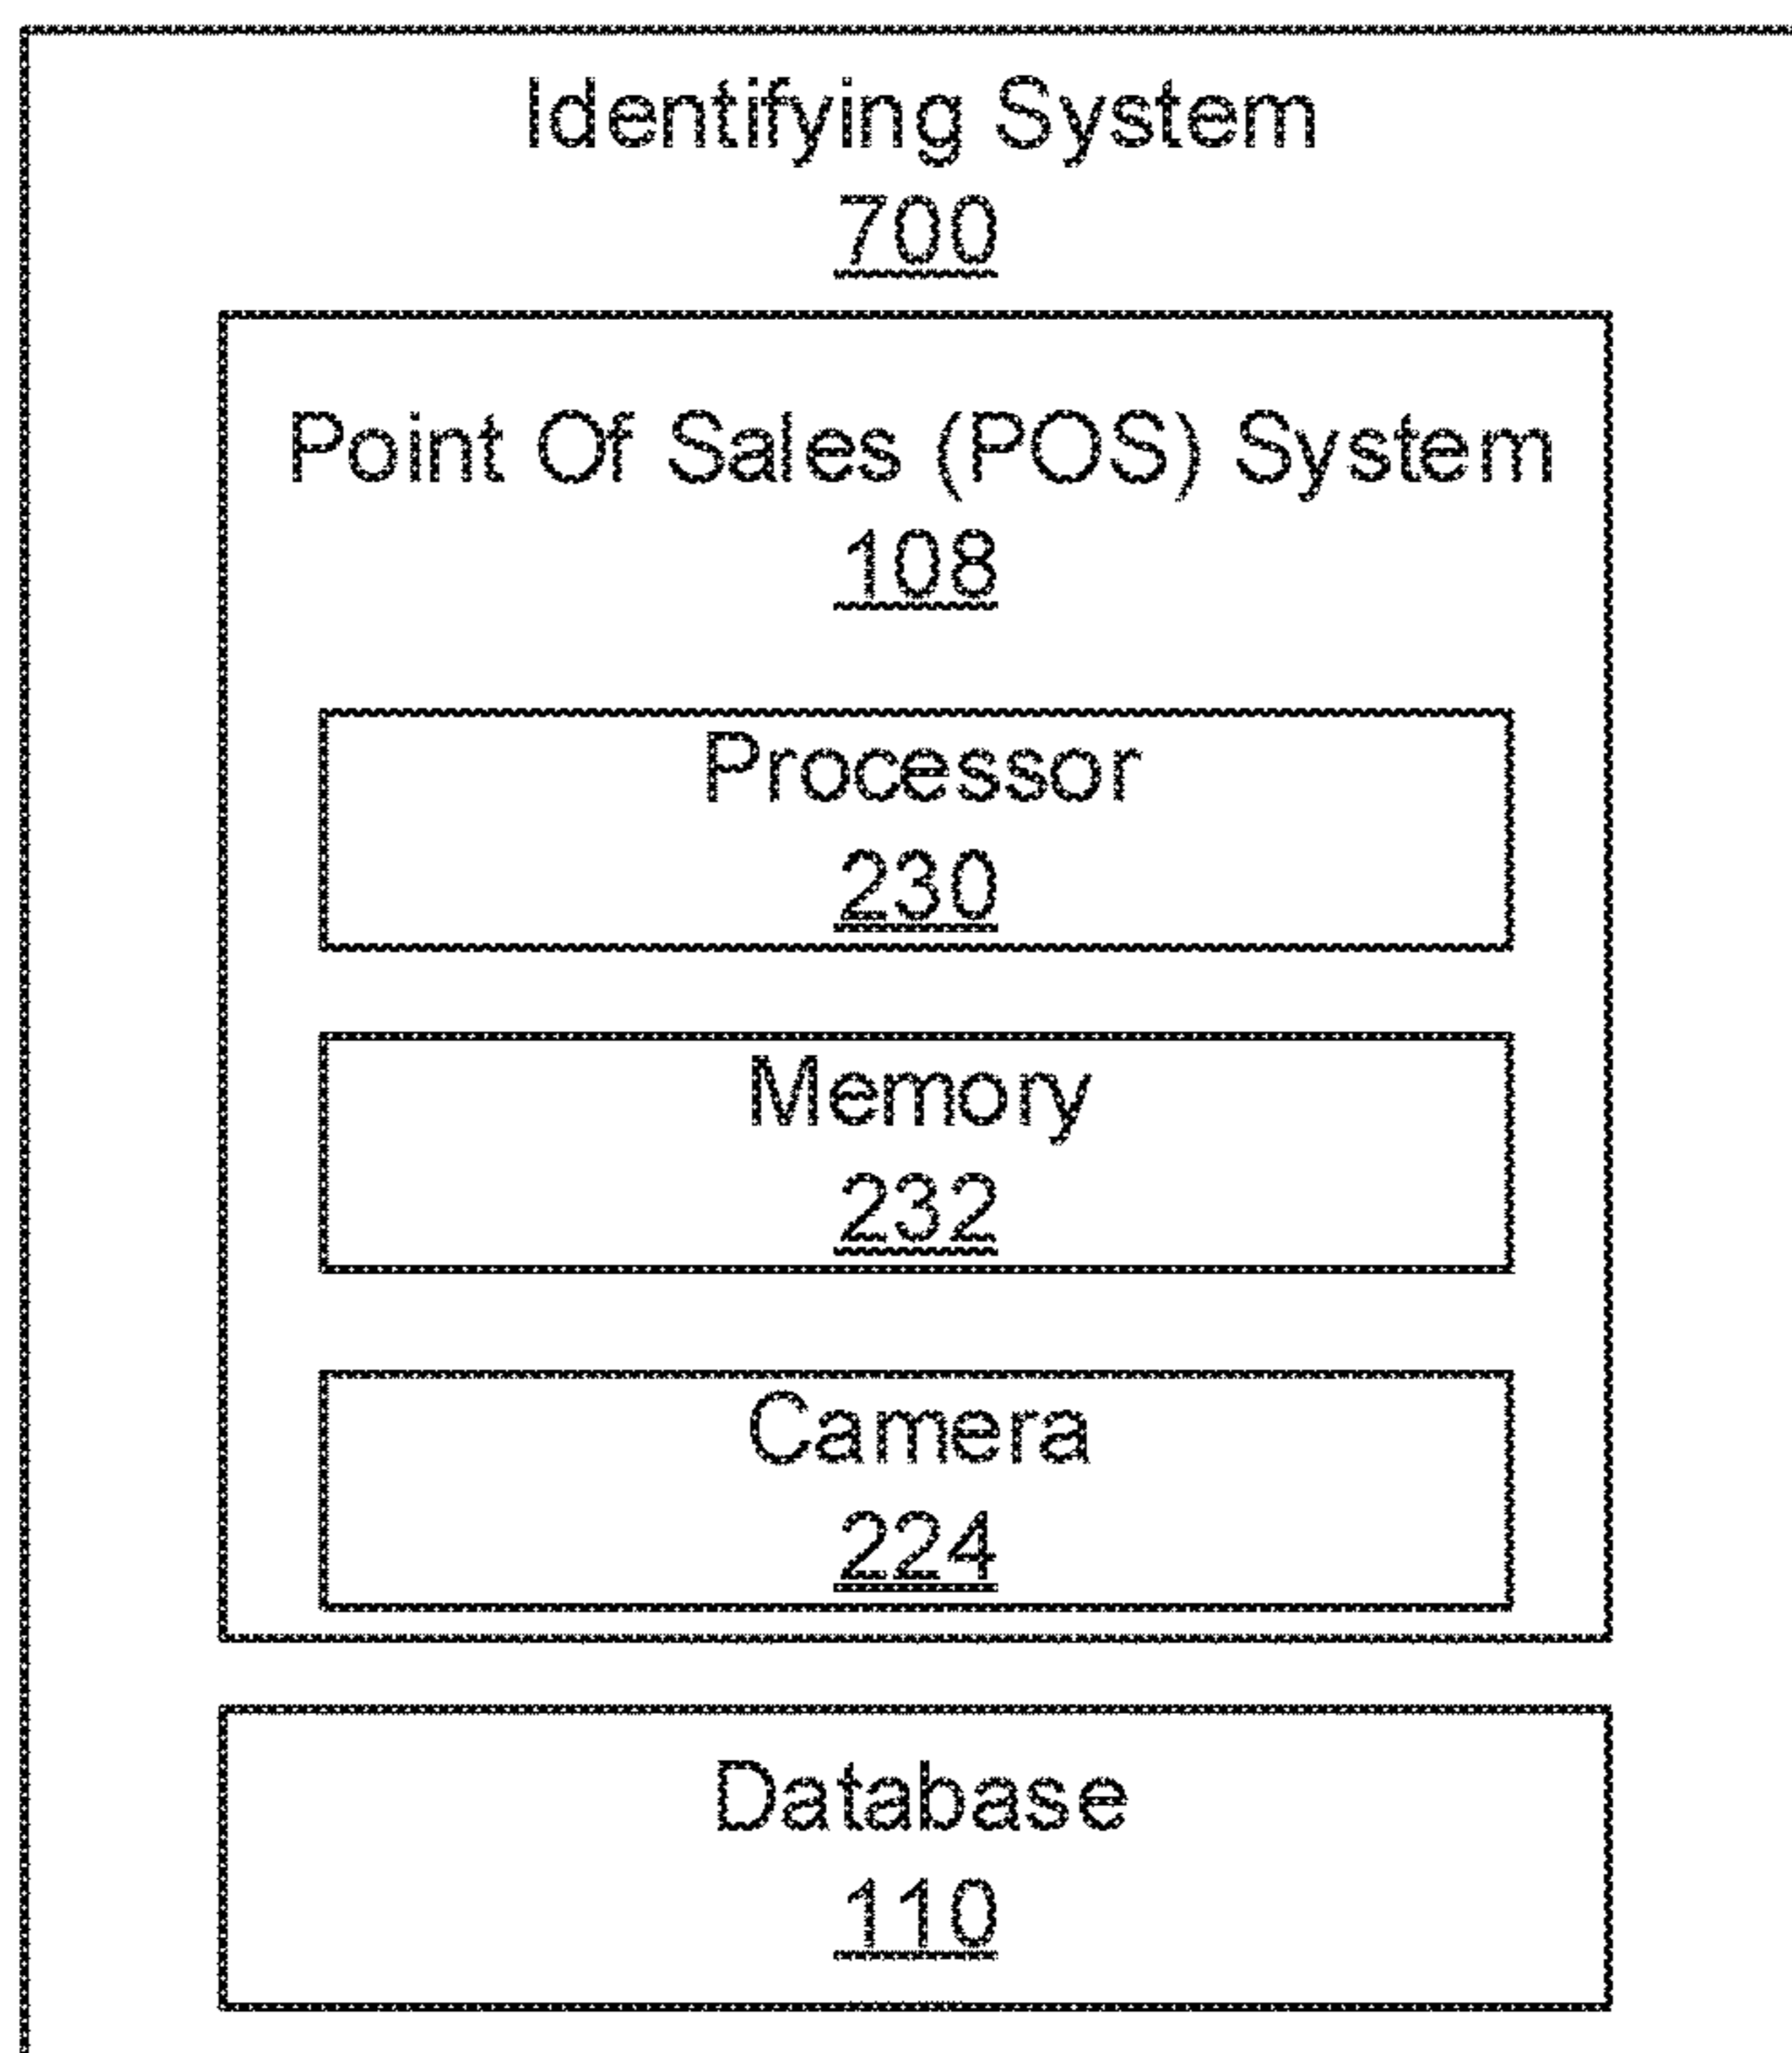 Identifying System
700
Point Of Sales (POS) System
108
Processor
230
Memory
232
Camera
224
Database
110